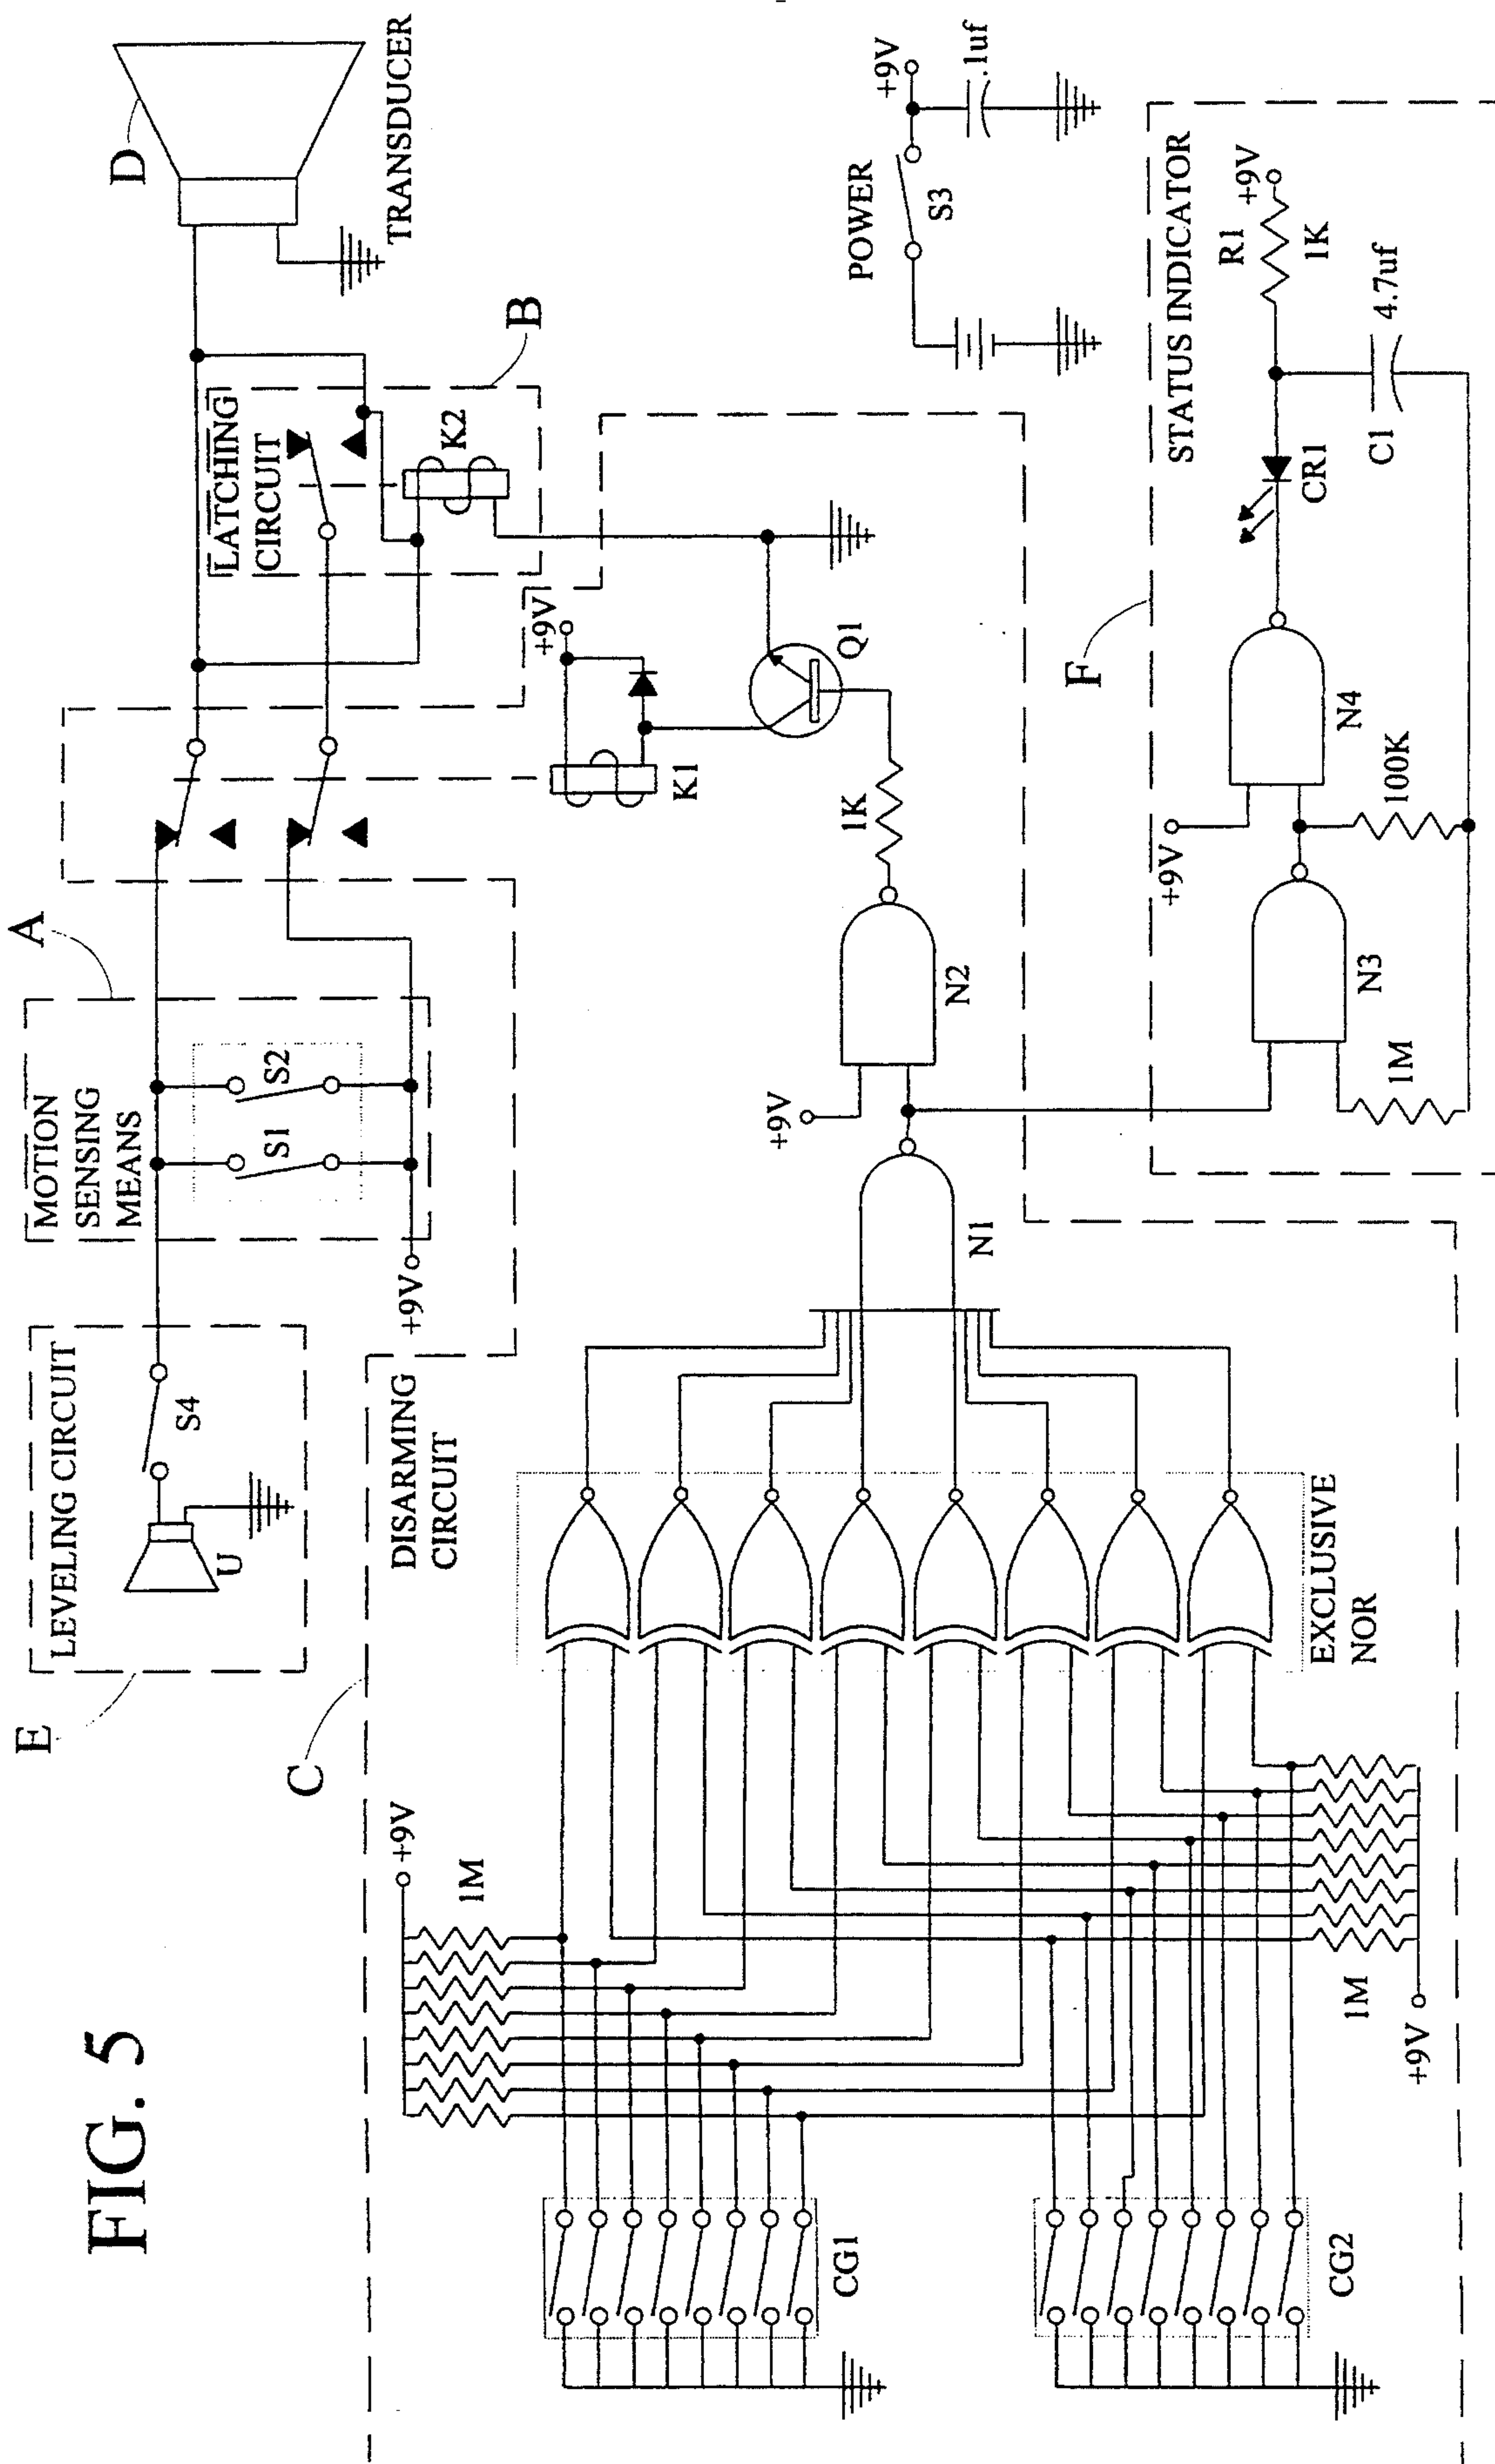 FIG. 5
E
LEVELING CIRCUIT
U
S4
A
MOTION
SENSING
MEANS
S1
S2
+9V
LATCHING
CIRCUIT
K2
B
D
TRANSDUCER
C
DISARMING
CIRCUIT
+9V
1M
CG1
CG2
1M
+9V
EXCLUSIVE
NOR
N1
+9V
N2
1K
K1
+9V
Q1
POWER
S3
+9V
.1uf
F
STATUS INDICATOR
+9V
N3
1M
100K
N4
CR1
C1
4.7uf
R1
1K
+9V